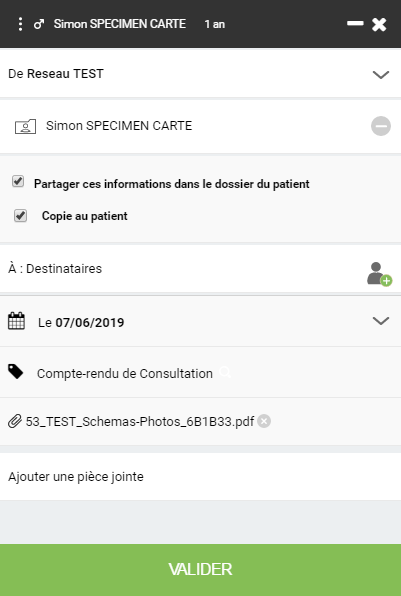 Simon SPECIMEN CARTE 1 an
De Reseau TEST
Simon SPECIMEN CARTE
Partager ces informations dans le dossier du patient
Copie au patient
À : Destinataires
Le 07/06/2019
Compte-rendu de Consultation
53_TEST_Schemas-Photos_6B1B33.pdf
Ajouter une pièce jointe
VALIDER